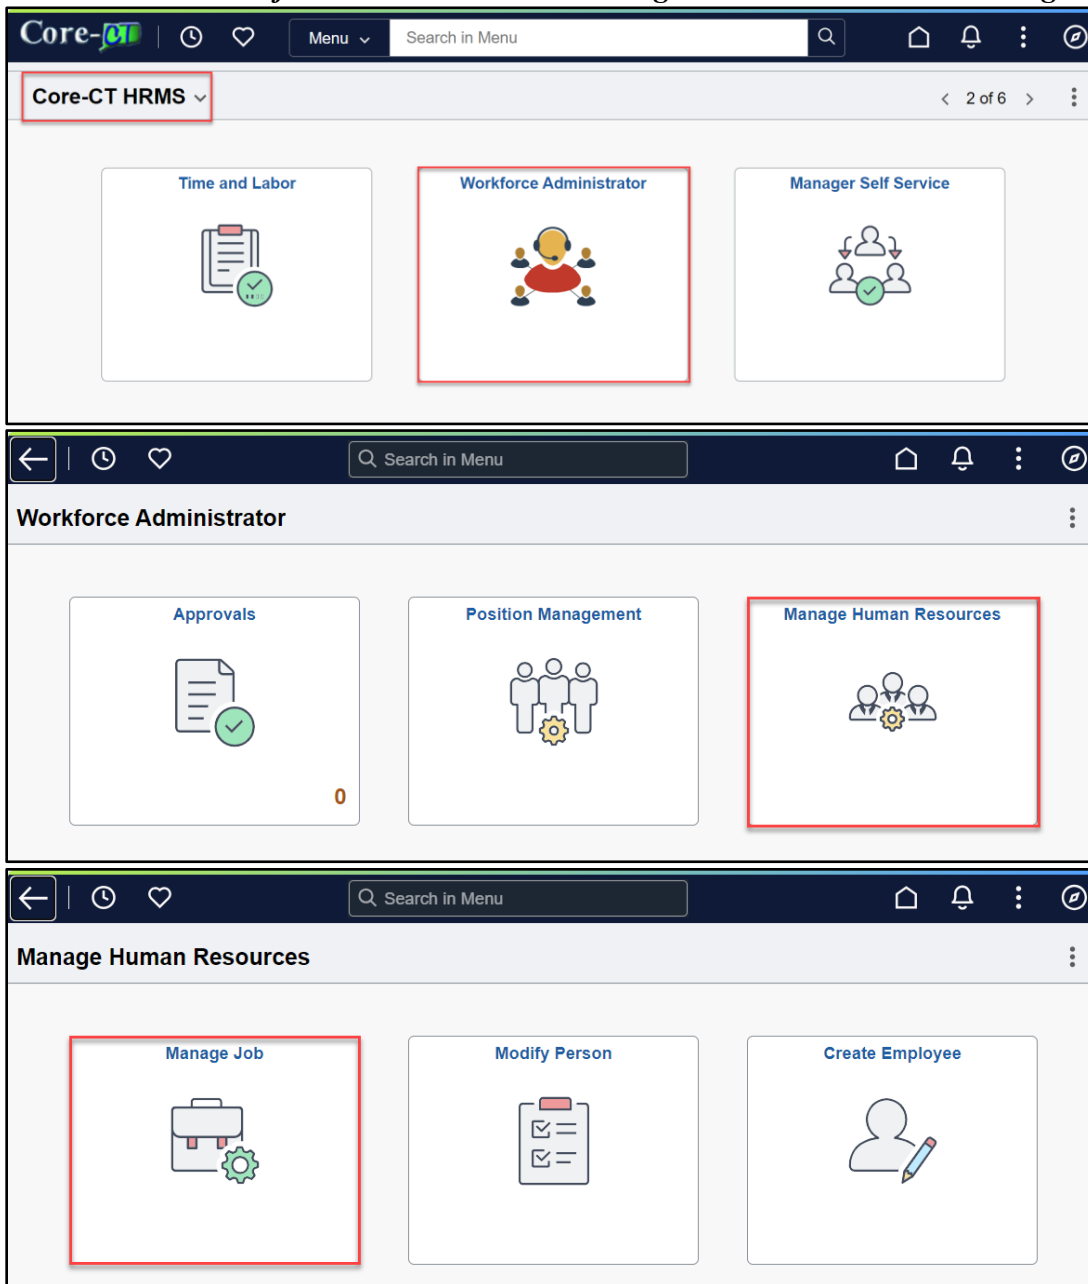 Core-CT
Menu
Search in Menu
Core-CT HRMS
2 of 6
Time and Labor
Workforce Administrator
Manager Self Service
Search in Menu
Workforce Administrator
Approvals
Position Management
Manage Human Resources
0
Search in Menu
Manage Human Resources
Manage Job
Modify Person
Create Employee